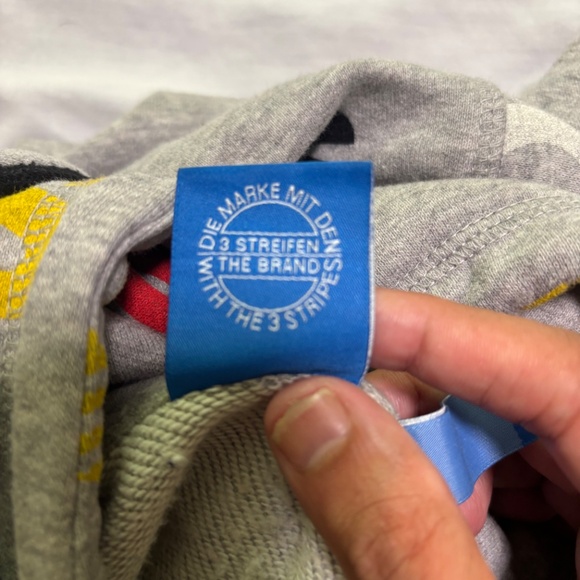 DIE MARKE MIT DEN
3 STREIFEN
THE BRAND
WITH THE 3 STRIPES